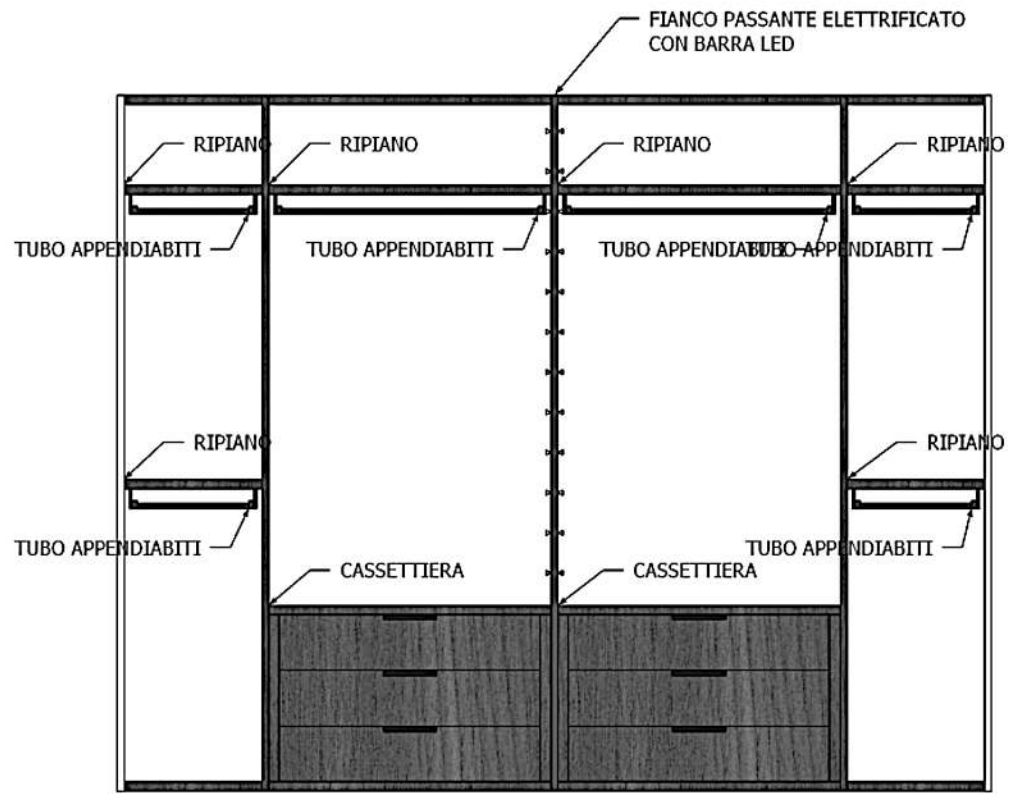 FIANCO PASSANTE ELETTRIFICATO
CON BARRA LED
RIPIANO
RIPIANO
RIPIANO
RIPIANO
TUBO APPENDIABITI
TUBO APPENDIABITI
TUBO APPENDIABITI
TUBO APPENDIABITI
RIPIANO
RIPIANO
TUBO APPENDIABITI
TUBO APPENDIABITI
CASSETTIERA
CASSETTIERA